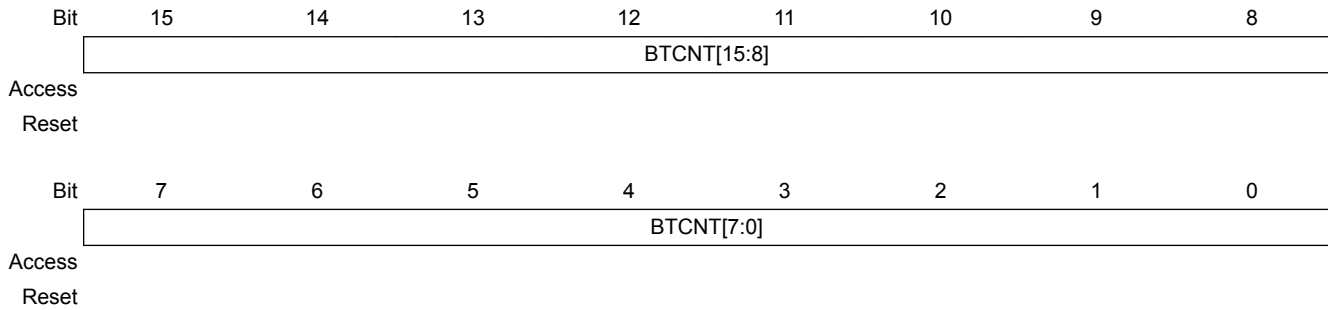 Bit 15 14 13 12 11 10 9 8
BTCNT[15:8]
Access
Reset
Bit 7 6 5 4 3 2 1 0
BTCNT[7:0]
Access
Reset